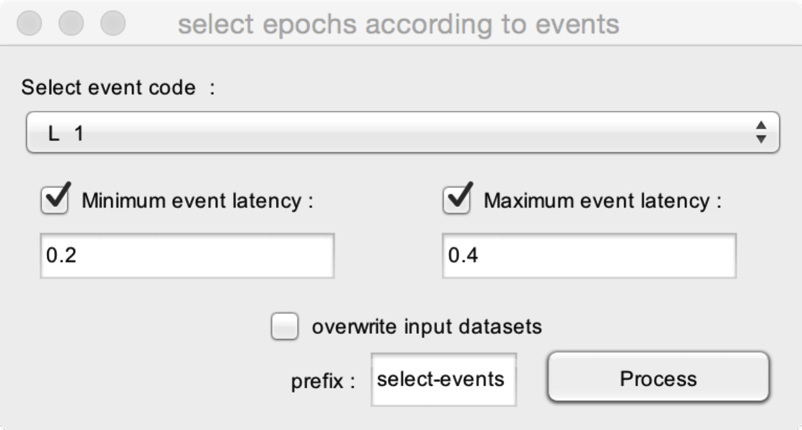 select epochs according to events
Select event code :
L 1
Minimum event latency : Maximum event latency :
0.2 0.4
overwrite input datasets
prefix : select-events Process